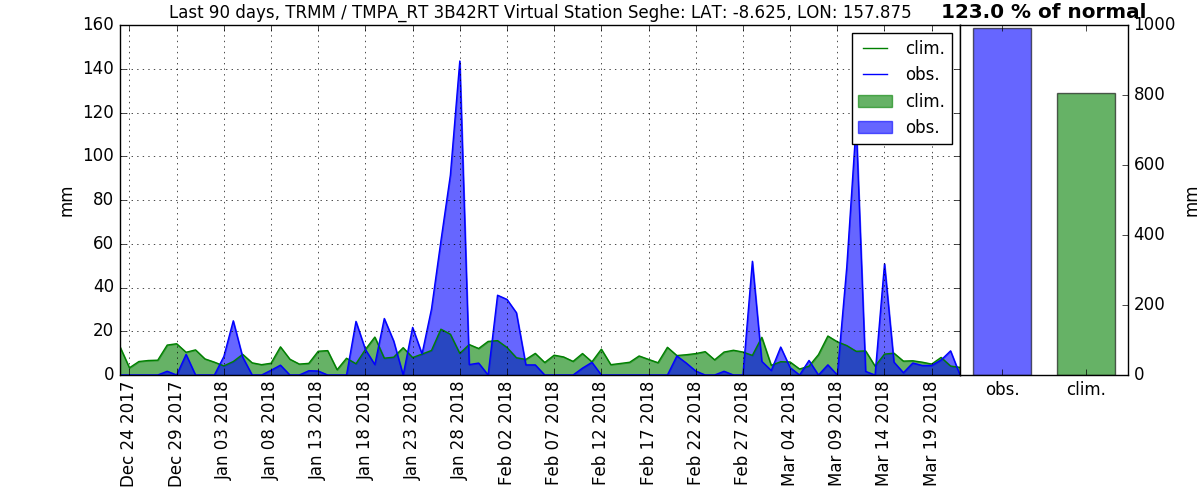 Last 90 days, TRMM / TMPA_RT 3B42RT Virtual Station Seghe: LAT: -8.625, LON: 157.875
123.0 % of normal
160
140
120
100
80
60
40
20
0
mm
clim.
obs.
clim.
obs.
1000
800
600
400
200
0
mm
obs.
clim.
Dec 24 2017
Dec 29 2017
Jan 03 2018
Jan 08 2018
Jan 13 2018
Jan 18 2018
Jan 23 2018
Jan 28 2018
Feb 02 2018
Feb 07 2018
Feb 12 2018
Feb 17 2018
Feb 22 2018
Feb 27 2018
Mar 04 2018
Mar 09 2018
Mar 14 2018
Mar 19 2018